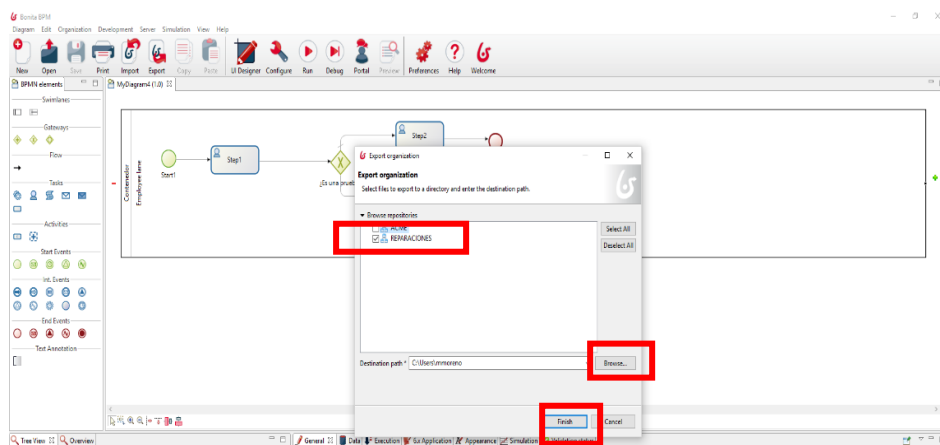 Bonita BPM
Diagram Edit Organization Development Server Simulation View Help
New Open Save Print Import Export Copy Paste UI Designer Configure Run Debug Portal Preview Preferences Help Welcome
BPMN elements
MyDiagram4 (1.0)
Swimlanes
Gateways
Flow
Tasks
Activities
Start Events
Int. Events
End Events
Text Annotation
Contenedor
Employee lane
Start1
Step1
¿Es una prueb
Step2
Export organization
Export organization
Select files to export to a directory and enter the destination path.
Browse repositories
ACME
REPARACIONES
Select All
Deselect All
Destination path * C:\Users\mmoreno
Browse...
Finish
Cancel
Tree View Overview
General Data Execution 6.x Application Appearance Simulation